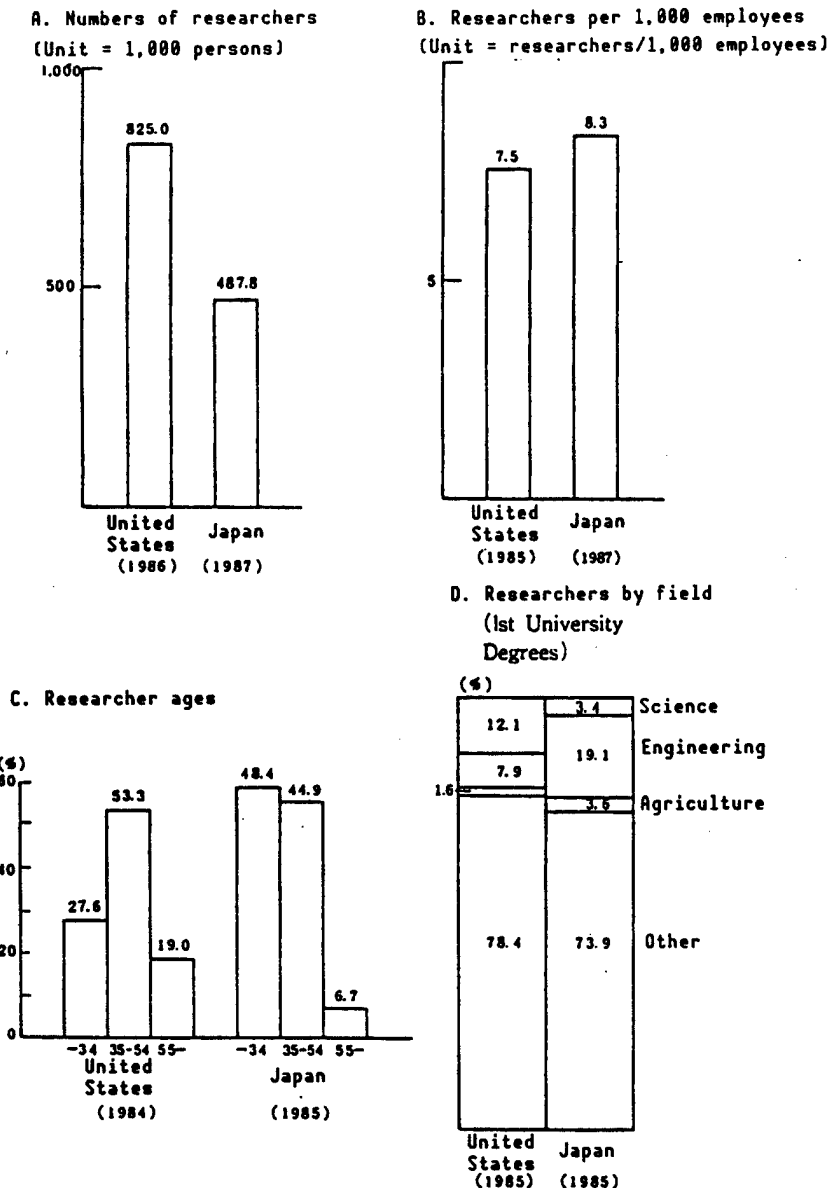 A. Numbers of researchers
(Unit = 1,000 persons)
1,000
825.0
500
487.8
United States
Japan
(1986) (1987)
B. Researchers per 1,000 employees
(Unit = researchers/1,000 employees)
8.3
7.5
5
United States
Japan
(1985) (1987)
C. Researcher ages
(%)
60
53.3
48.4
44.9
40
27.6
20
19.0
6.7
0
-34 35-54 55- -34 35-54 55-
United States
Japan
(1984) (1985)
D. Researchers by field
(1st University
Degrees)
(%)
12.1
3.4 Science
7.9
19.1 Engineering
1.6
3.6 Agriculture
78.4 73.9 Other
United States
Japan
(1985) (1985)